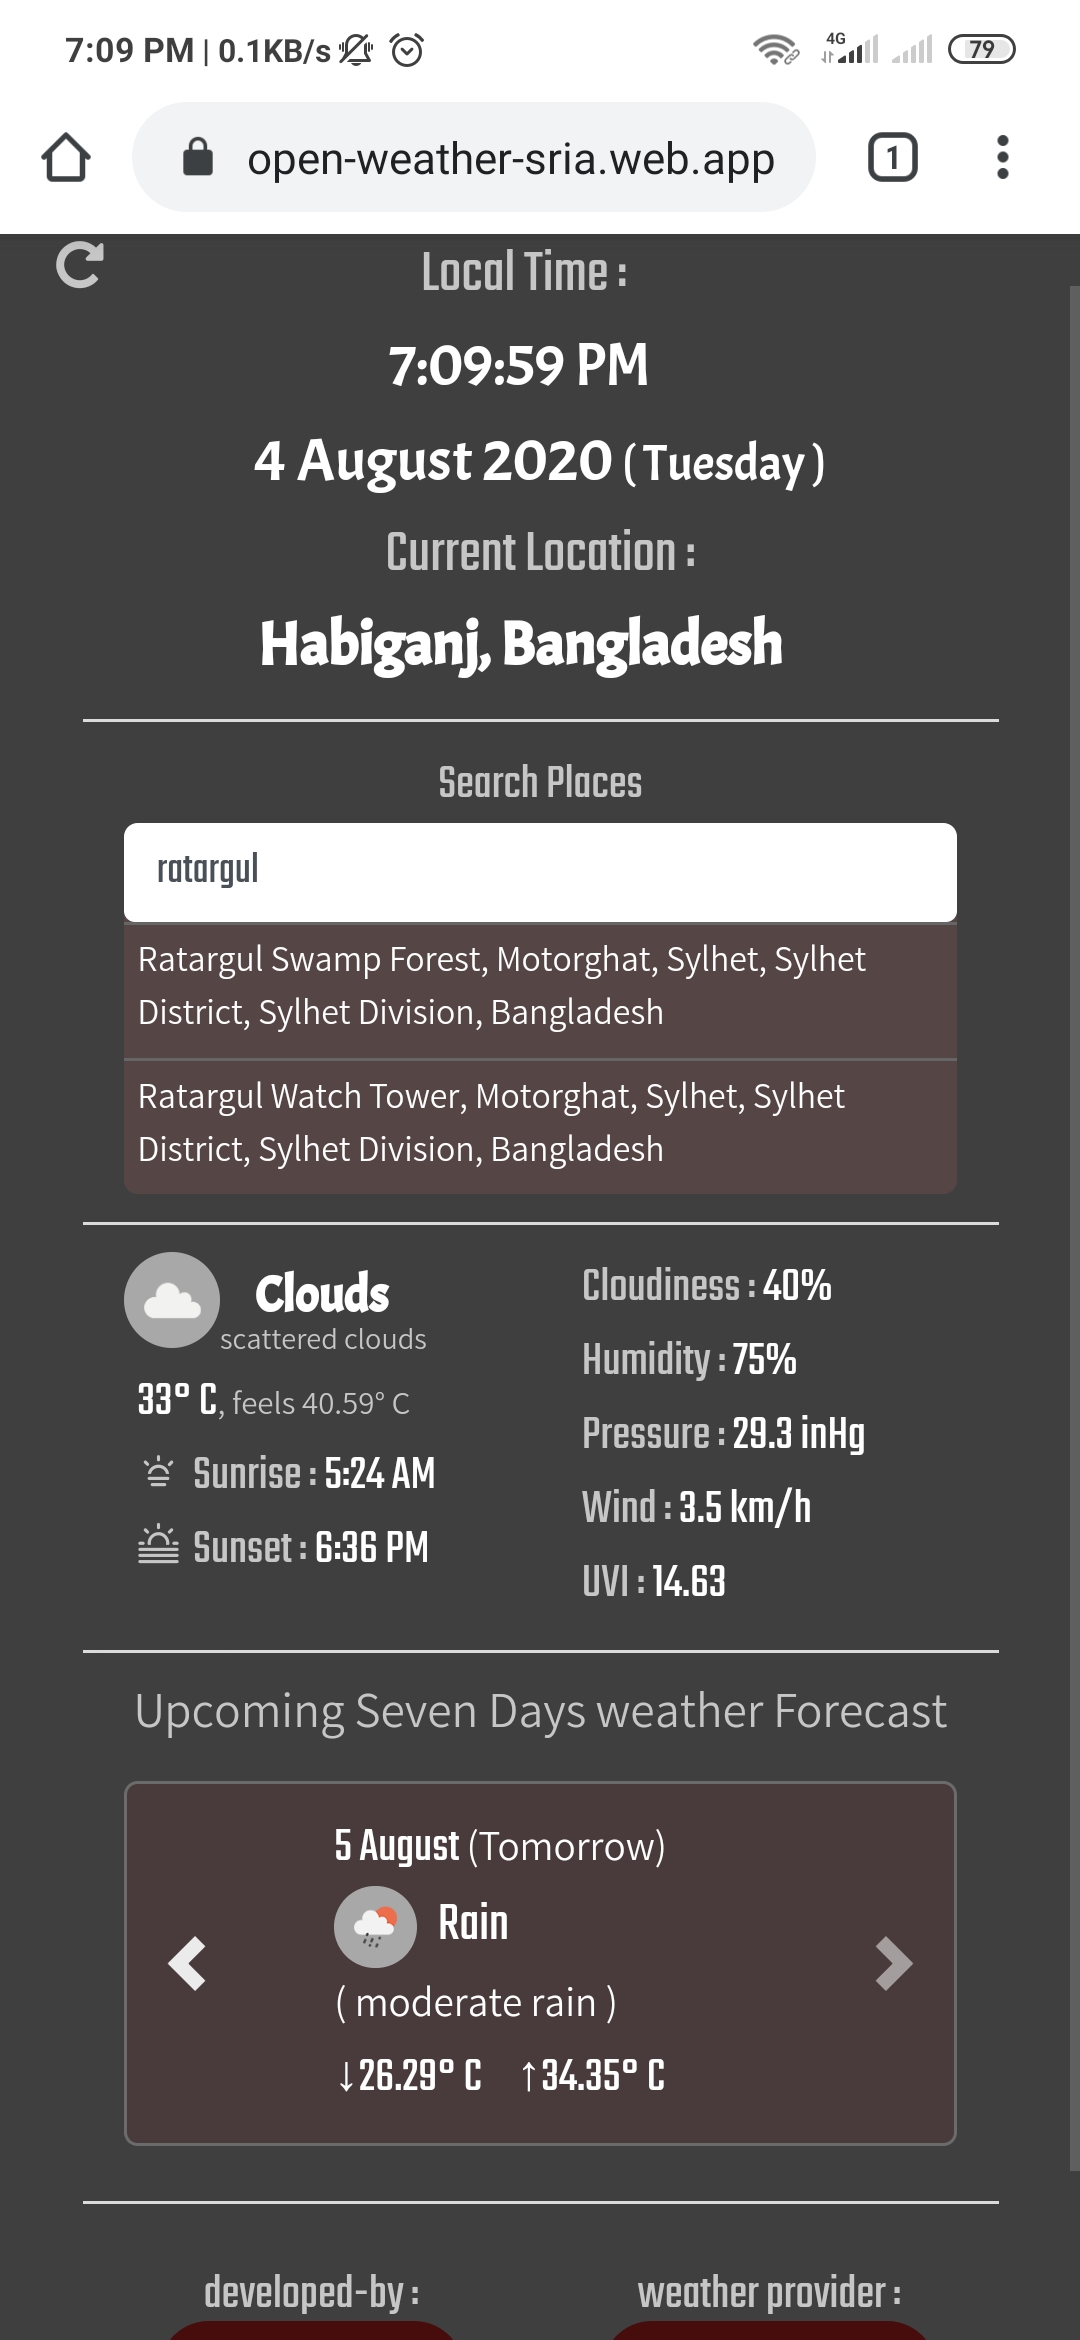 7:09 PM | 0.1KB/s
4G
79
open-weather-sria.web.app
1
Local Time :
7:09:59 PM
4 August 2020 ( Tuesday )
Current Location :
Habiganj, Bangladesh
Search Places
ratargul
Ratargul Swamp Forest, Motorghat, Sylhet, Sylhet
District, Sylhet Division, Bangladesh
Ratargul Watch Tower, Motorghat, Sylhet, Sylhet
District, Sylhet Division, Bangladesh
Clouds
scattered clouds
33° C, feels 40.59° C
Sunrise : 5:24 AM
Sunset : 6:36 PM
Cloudiness : 40%
Humidity : 75%
Pressure : 29.3 inHg
Wind : 3.5 km/h
UVI : 14.63
Upcoming Seven Days weather Forecast
5 August (Tomorrow)
Rain
( moderate rain )
↓26.29° C ↑34.35° C
developed-by :
weather provider :